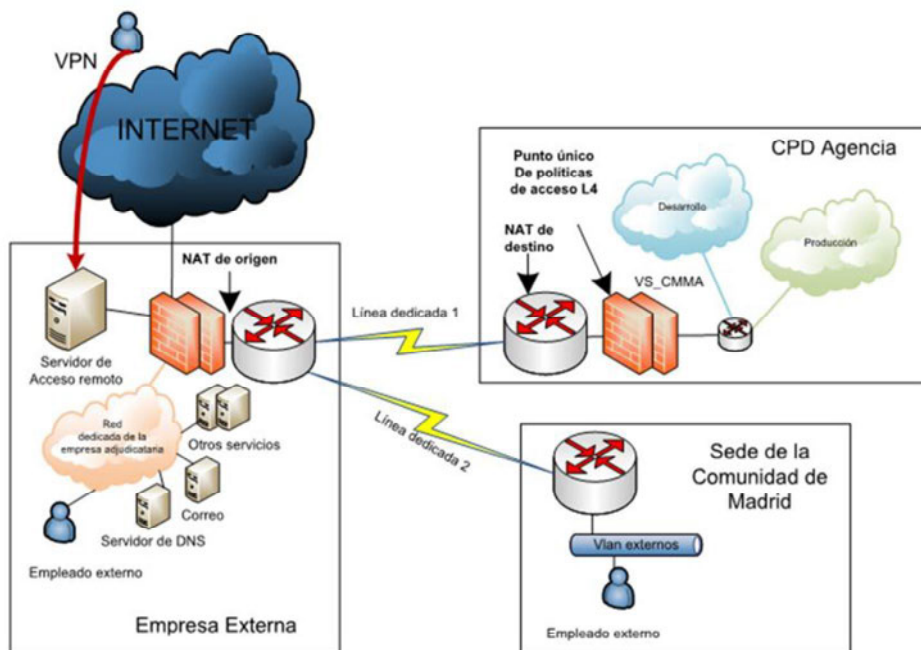 VPN
INTERNET
CPD Agencia
Punto único
De políticas
de acceso L4
Desarrollo
NAT de
destino
Producción
VS_CMMA
NAT de origen
Línea dedicada 1
Servidor de
Acceso remoto
Red
dedicada de la
empresa adjudicataria
Otros servicios
Línea dedicada 2
Correo
Servidor de DNS
Empleado externo
Empresa Externa
Sede de la
Comunidad de
Madrid
Vlan externos
Empleado externo